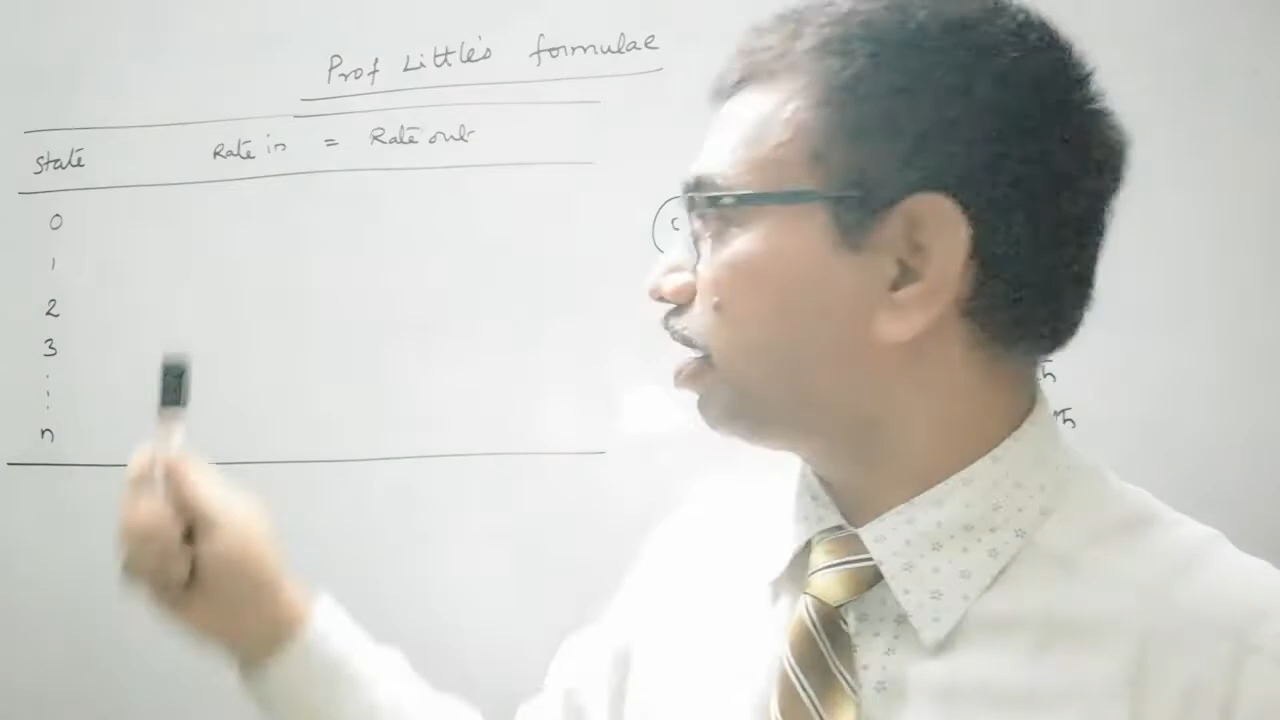 Prof Little's formulae
State Rate in = Rate out
0
1
2
3
n